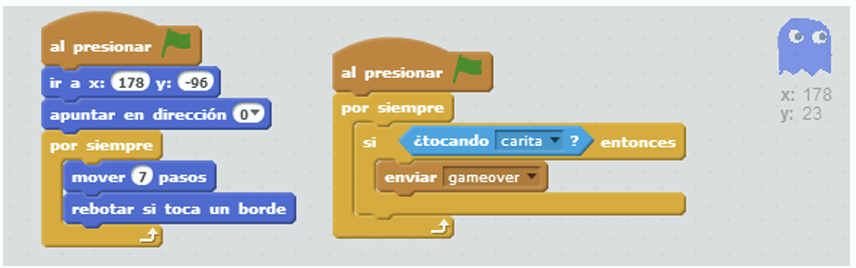 al presionar
ir a x: 178 y: -96
apuntar en dirección 0
por siempre
mover 7 pasos
rebotar si toca un borde
al presionar
por siempre
si ¿tocando carita ? entonces
enviar gameover
x: 178
y: 23